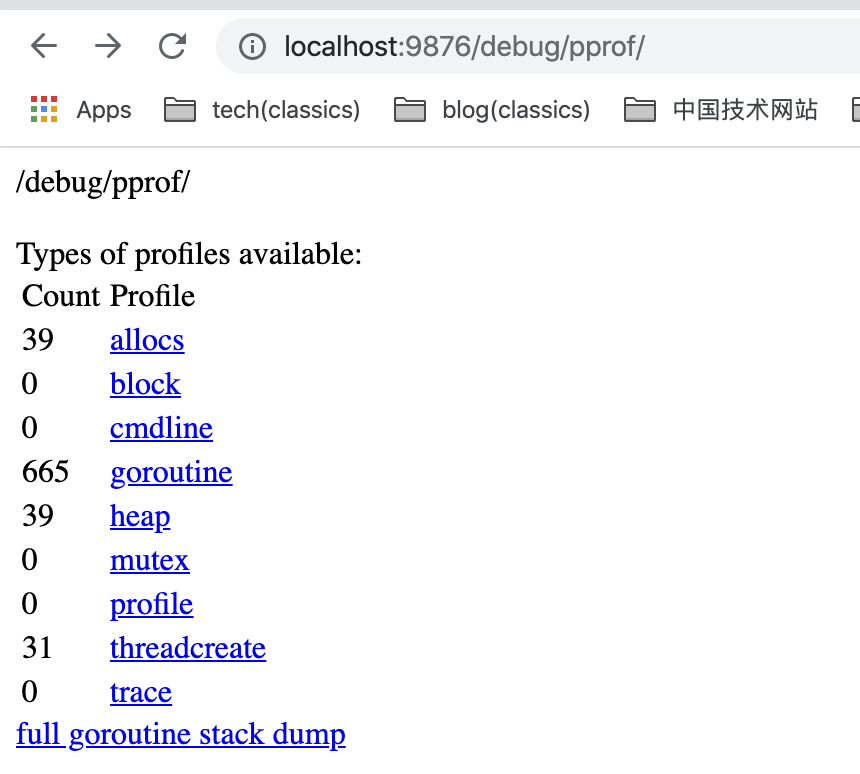 localhost:9876/debug/pprof/
Apps tech(classics) blog(classics) 中国技术网站
/debug/pprof/
Types of profiles available:
Count Profile
39 allocs
0 block
0 cmdline
665 goroutine
39 heap
0 mutex
0 profile
31 threadcreate
0 trace
full goroutine stack dump